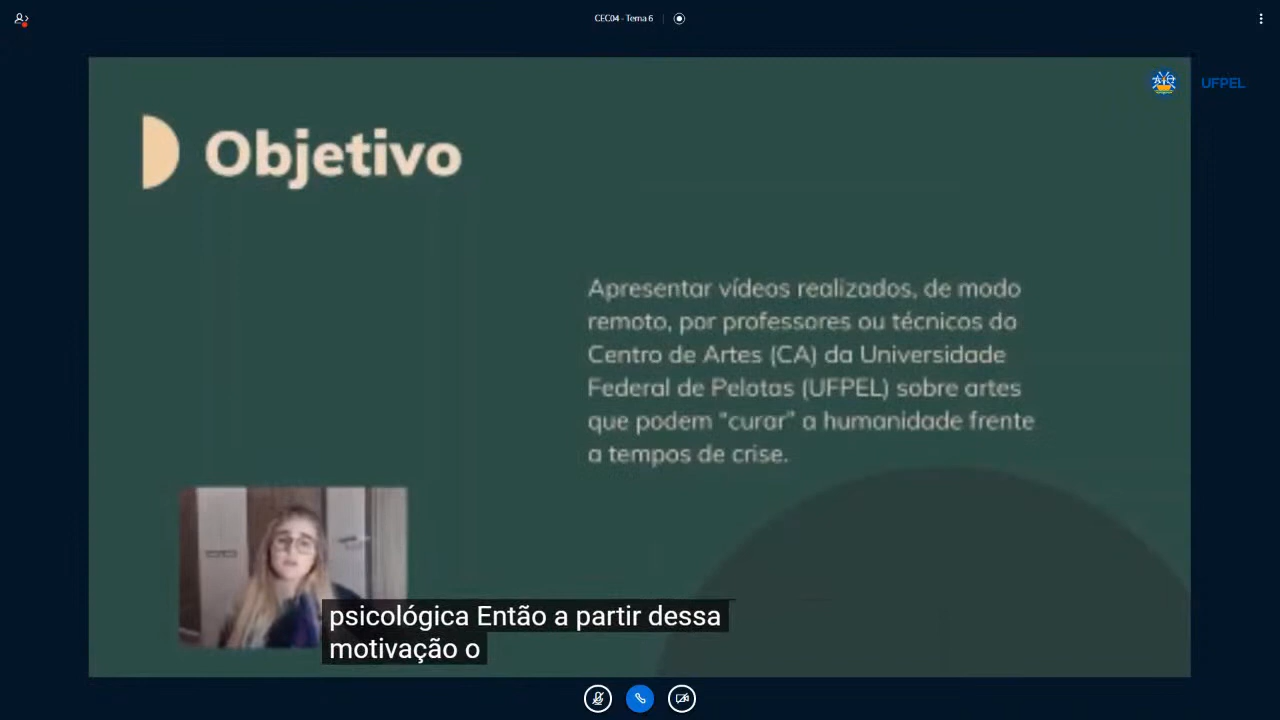 CEC04 - Tema 6
UFPEL
Objetivo
Apresentar vídeos realizados, de modo
remoto, por professores ou técnicos do
Centro de Artes (CA) da Universidade
Federal de Pelotas (UFPEL) sobre artes
que podem “curar” a humanidade frente
a tempos de crise.
psicológica Então a partir dessa
motivação o